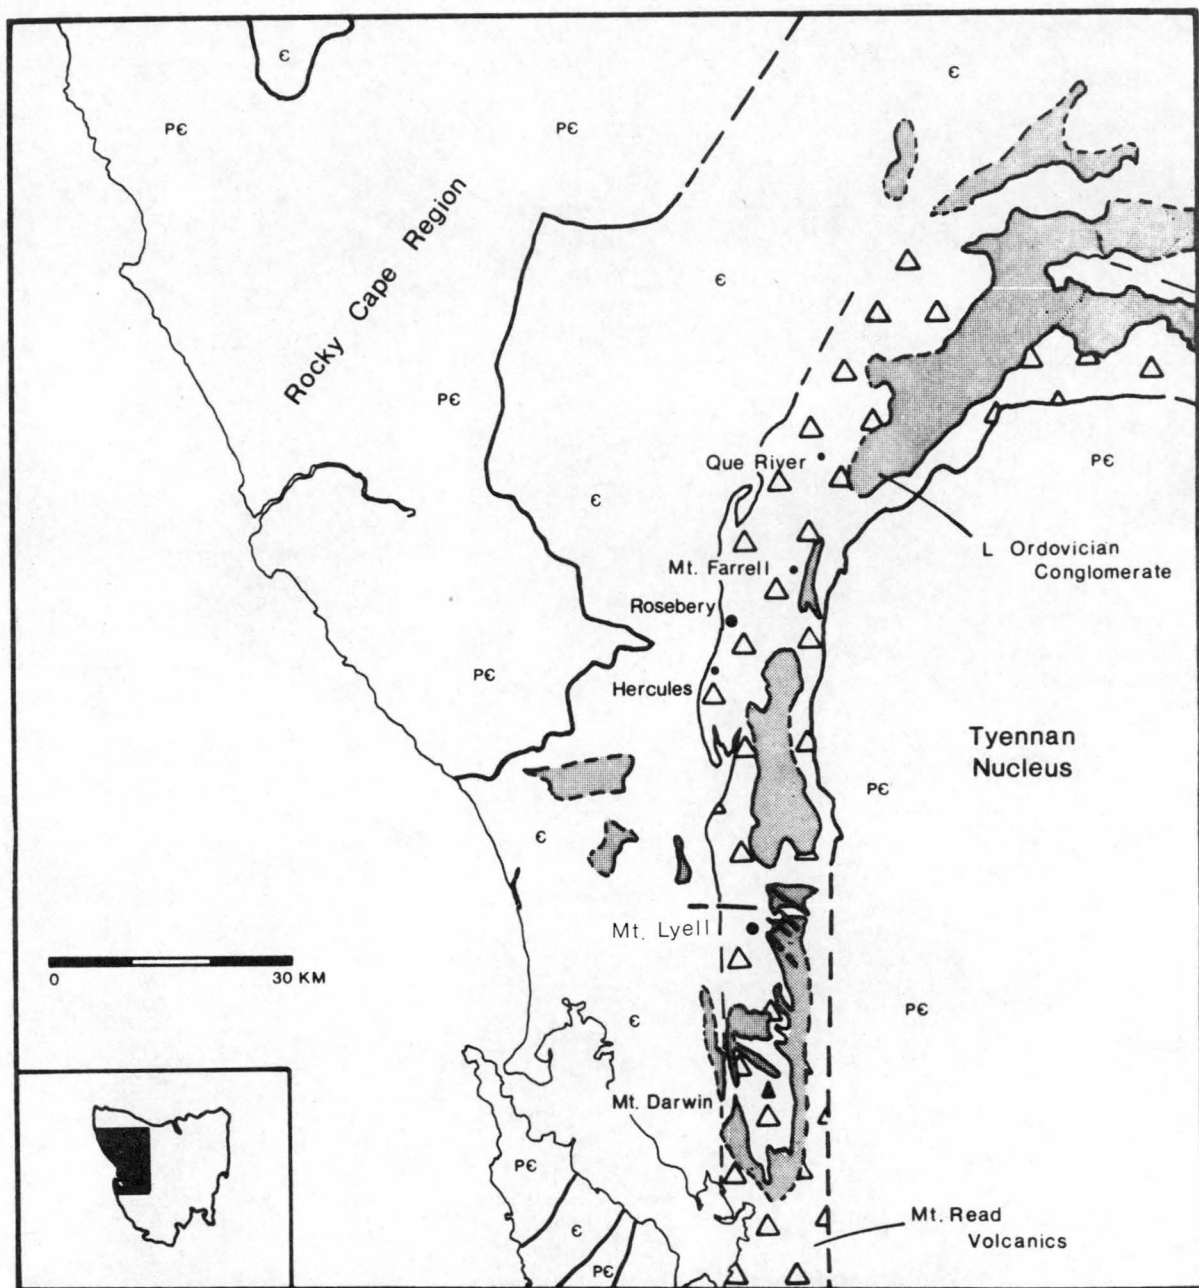 Є
PЄ
PЄ
Є
Rocky Cape Region
Є
PЄ
Que River
PЄ
Є
L Ordovician
Conglomerate
Mt. Farrell
Rosebery
PЄ
Hercules
Tyennan
Nucleus
PЄ
Є
Mt. Lyell
0
30 KM
PЄ
Є
Mt. Darwin
PЄ
Є
PЄ
Mt. Read
Volcanics